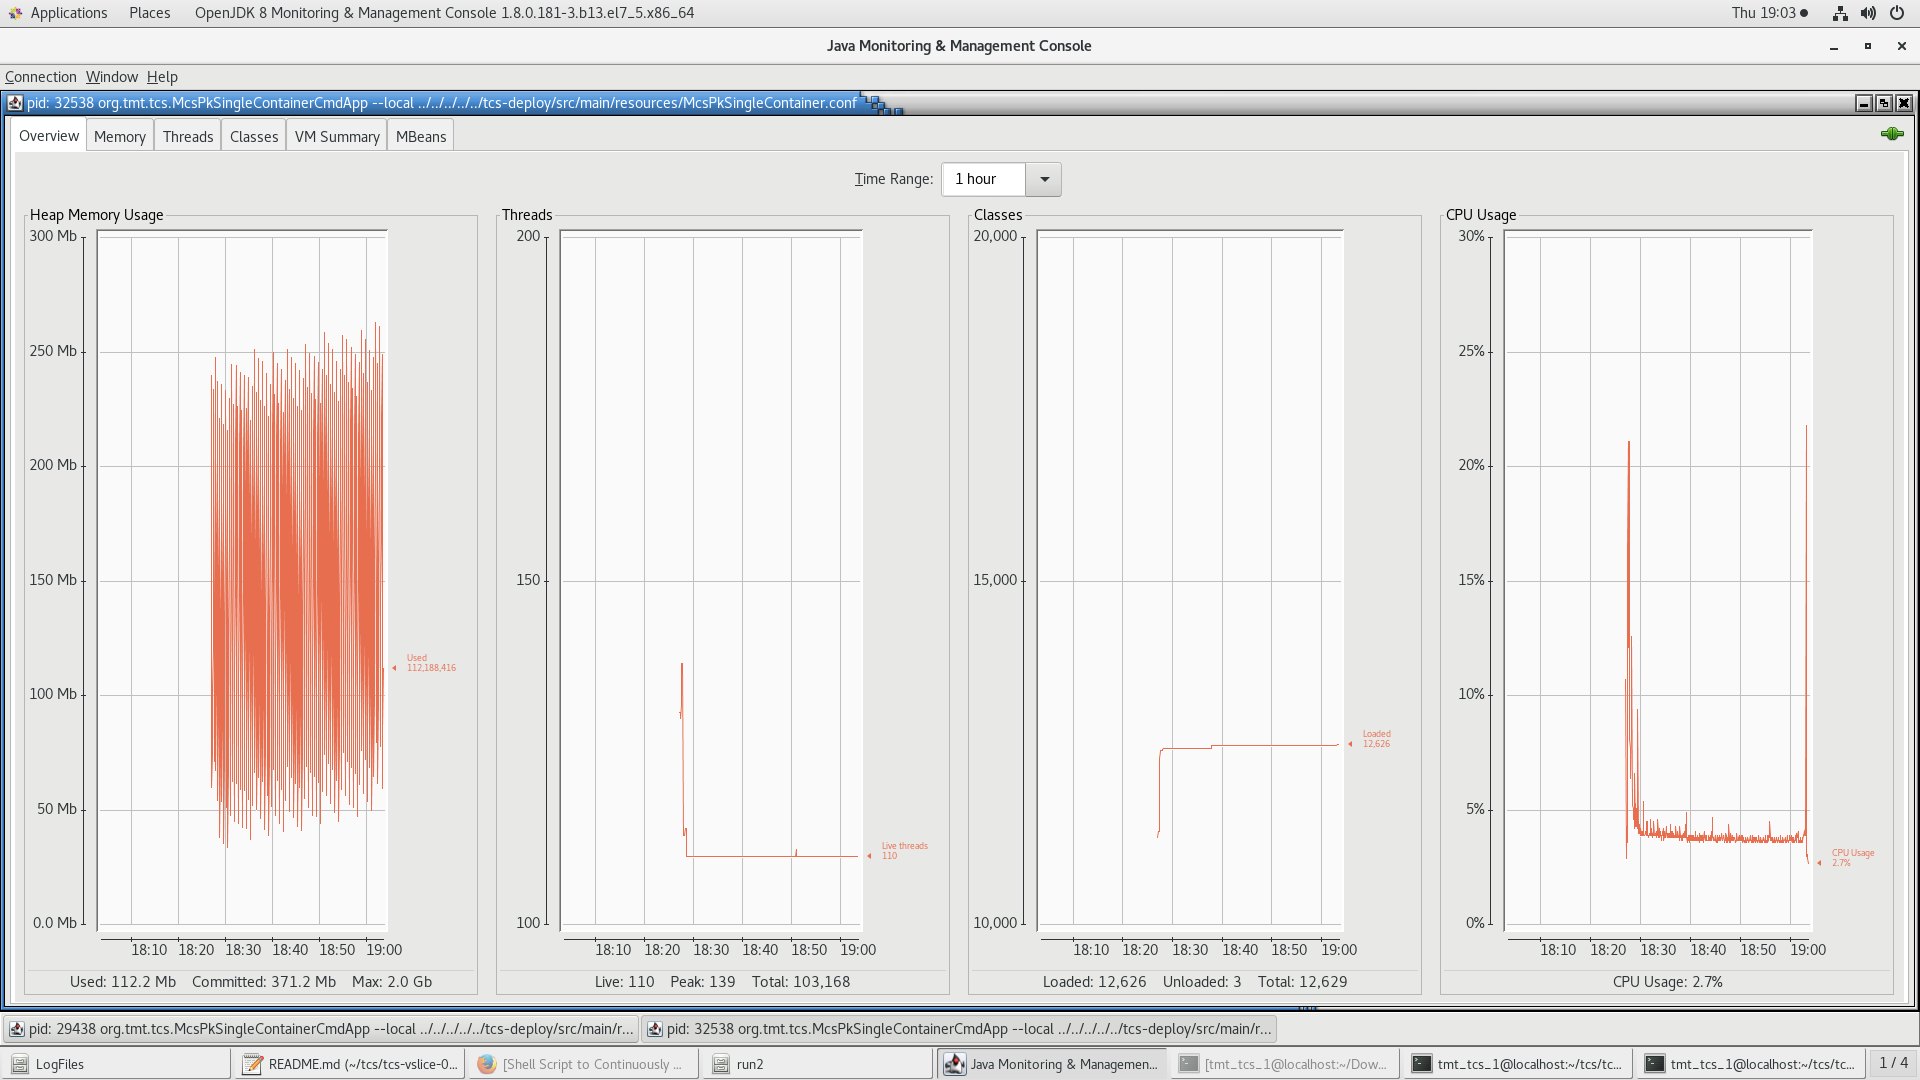 Applications Places OpenJDK 8 Monitoring & Management Console 1.8.0.181-3.b13.el7_5.x86_64 Thu 19:03
Java Monitoring & Management Console
Connection Window Help
pid: 32538 org.tmt.tcs.McsPkSingleContainerCmdApp --local ../../../../../tcs-deploy/src/main/resources/McsPkSingleContainer.conf
Overview Memory Threads Classes VM Summary MBeans
Time Range: 1 hour
Heap Memory Usage
300 Mb
250 Mb
200 Mb
150 Mb
100 Mb
50 Mb
0.0 Mb
Used
112,188,416
18:10 18:20 18:30 18:40 18:50 19:00
Used: 112.2 Mb Committed: 371.2 Mb Max: 2.0 Gb
Threads
200
150
100
Live threads
110
18:10 18:20 18:30 18:40 18:50 19:00
Live: 110 Peak: 139 Total: 103,168
Classes
20,000
15,000
10,000
Loaded
12,626
18:10 18:20 18:30 18:40 18:50 19:00
Loaded: 12,626 Unloaded: 3 Total: 12,629
CPU Usage
30%
25%
20%
15%
10%
5%
0%
CPU Usage
2.7%
18:10 18:20 18:30 18:40 18:50 19:00
CPU Usage: 2.7%
pid: 29438 org.tmt.tcs.McsPkSingleContainerCmdApp --local ../../../../../tcs-deploy/src/main/r... pid: 32538 org.tmt.tcs.McsPkSingleContainerCmdApp --local ../../../../../tcs-deploy/src/main/r...
LogFiles README.md (~/tcs/tcs-vslice-0... [Shell Script to Continuously ... run2 Java Monitoring & Managemen... [tmt_tcs_1@localhost:~/Dow... tmt_tcs_1@localhost:~/tcs/tc... tmt_tcs_1@localhost:~/tcs/tc... 1 / 4